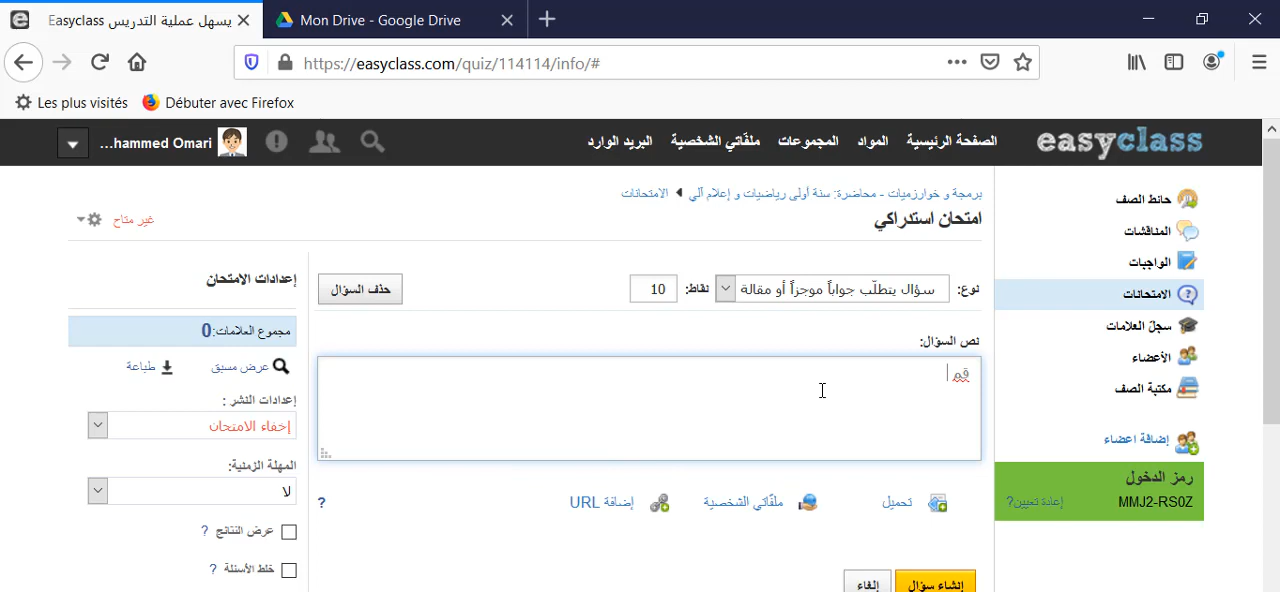 Easyclass يسهل عملية التدريس
Mon Drive - Google Drive
https://easyclass.com/quiz/114114/info/#
Les plus visités
Débuter avec Firefox
easyclass
الصفحة الرئيسية
المواد
المجموعات
ملفّاتي الشخصية
البريد الوارد
...hammed Omari
حائط الصف
المناقشات
الواجبات
الامتحانات
سجلّ العلامات
الأعضاء
مكتبة الصف
إضافة اعضاء
رمز الدخول
MMJ2-RS0Z
إعادة تعيين?
برمجة و خوارزميات - محاضرة: سنة أولى رياضيات و إعلام آلي
الامتحانات
امتحان استدراكي
غير متاح
نوع:
سؤال يتطلّب جواباً موجزاً أو مقالة
نقاط:
10
حذف السؤال
نص السؤال:
قم
تحميل
ملفّاتي الشخصية
إضافة URL
?
إنشاء سؤال
إلغاء
إعدادات الامتحان
مجموع العلامات:0
عرض مسبق
طباعة
إعدادات النشر :
إخفاء الامتحان
المهلة الزمنية:
لا
عرض النتائج ?
خلط الأسئلة ?